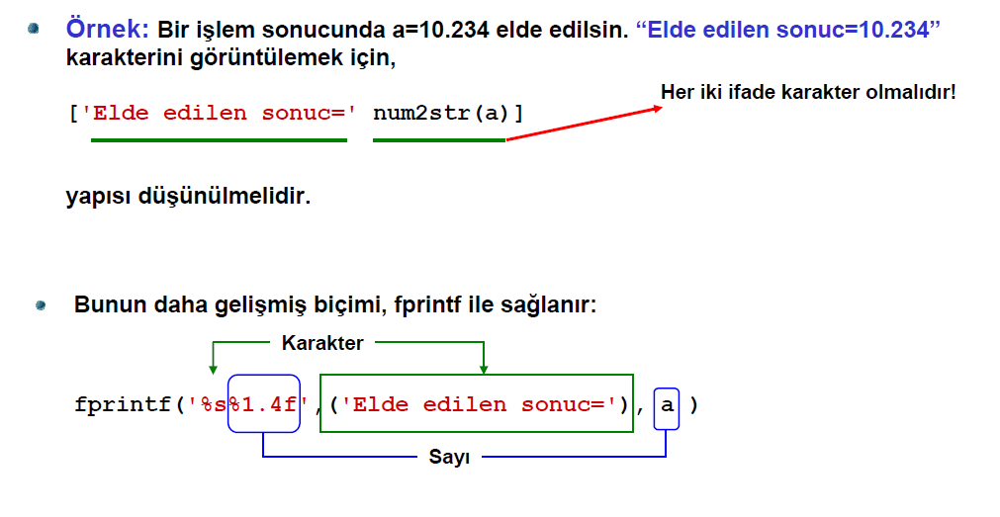 Örnek: Bir işlem sonucunda a=10.234 elde edilsin. “Elde edilen sonuc=10.234”
karakterini görüntülemek için,
Her iki ifade karakter olmalıdır!
['Elde edilen sonuc=' num2str(a)]
yapısı düşünülmelidir.
Bunun daha gelişmiş biçimi, fprintf ile sağlanır:
Karakter
fprintf('%s%1.4f',('Elde edilen sonuc='), a )
Sayı